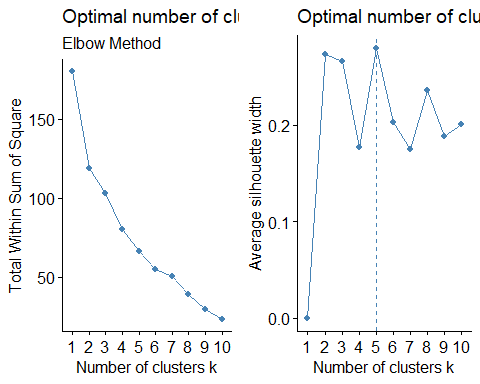 Optimal number of clu
Elbow Method
Total Within Sum of Square
150
100
50
1 2 3 4 5 6 7 8 9 10
Number of clusters k
Optimal number of clu
Average silhouette width
0.2
0.1
0.0
1 2 3 4 5 6 7 8 9 10
Number of clusters k